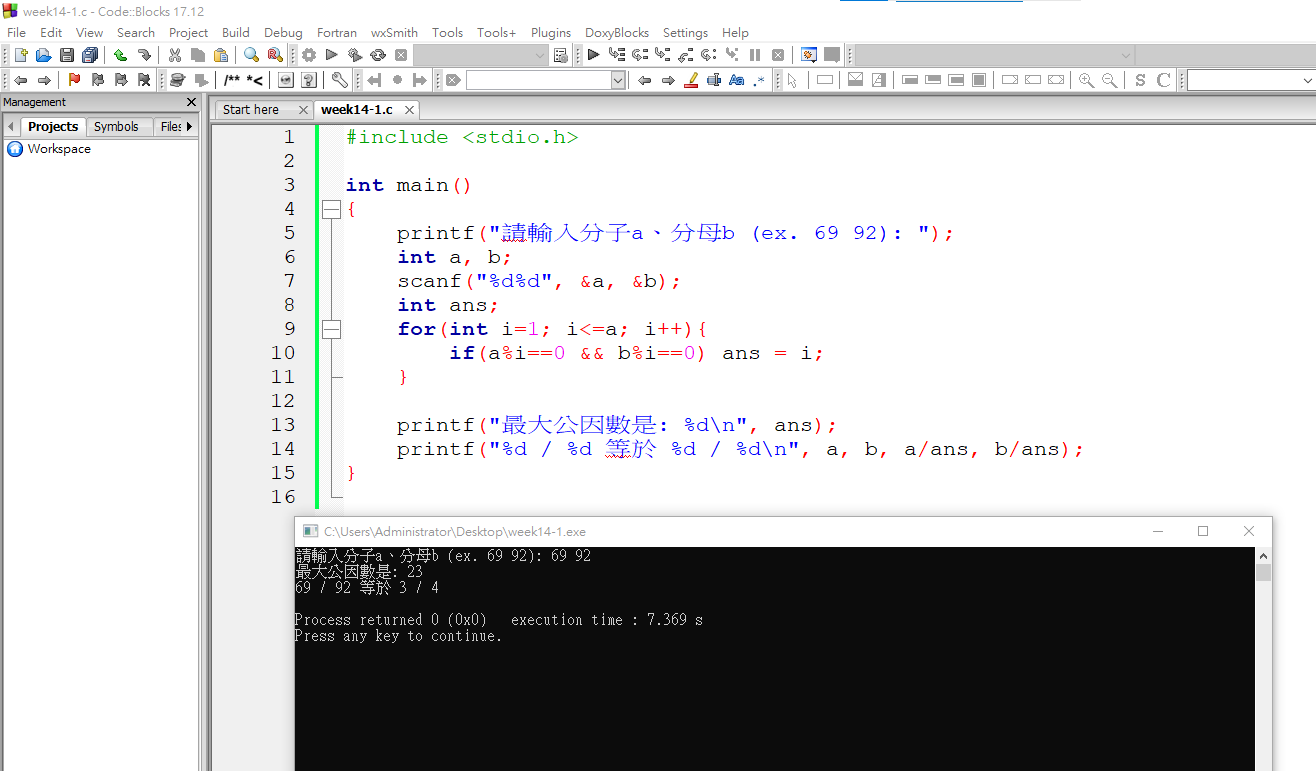 week14-1.c - Code::Blocks 17.12
File Edit View Search Project Build Debug Fortran wxSmith Tools Tools+ Plugins DoxyBlocks Settings Help
/** *<
Aa .*
S C
Management
Projects Symbols Files
Workspace
Start here week14-1.c
1 #include <stdio.h>
2
3 int main()
4 {
5 printf("請輸入分子a、分母b (ex. 69 92): ");
6 int a, b;
7 scanf("%d%d", &a, &b);
8 int ans;
9 for(int i=1; i<=a; i++){
10 if(a%i==0 && b%i==0) ans = i;
11 }
12
13 printf("最大公因數是: %d\n", ans);
14 printf("%d / %d 等於 %d / %d\n", a, b, a/ans, b/ans);
15 }
16
C:\Users\Administrator\Desktop\week14-1.exe
請輸入分子a、分母b (ex. 69 92): 69 92
最大公因數是: 23
69 / 92 等於 3 / 4
Process returned 0 (0x0) execution time : 7.369 s
Press any key to continue.